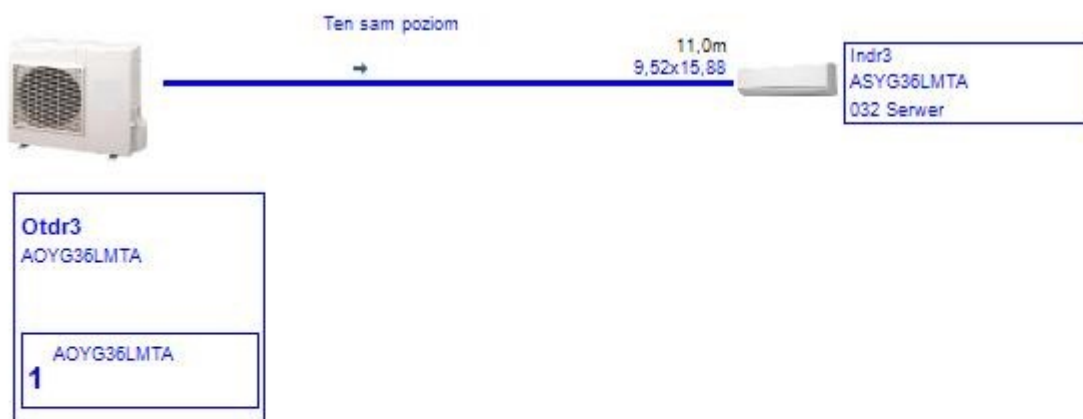 Ten sam poziom
11,0m
9,52x15,88
Indr3
ASYG36LMTA
032 Serwer
Otdr3
AOYG36LMTA
AOYG36LMTA
1